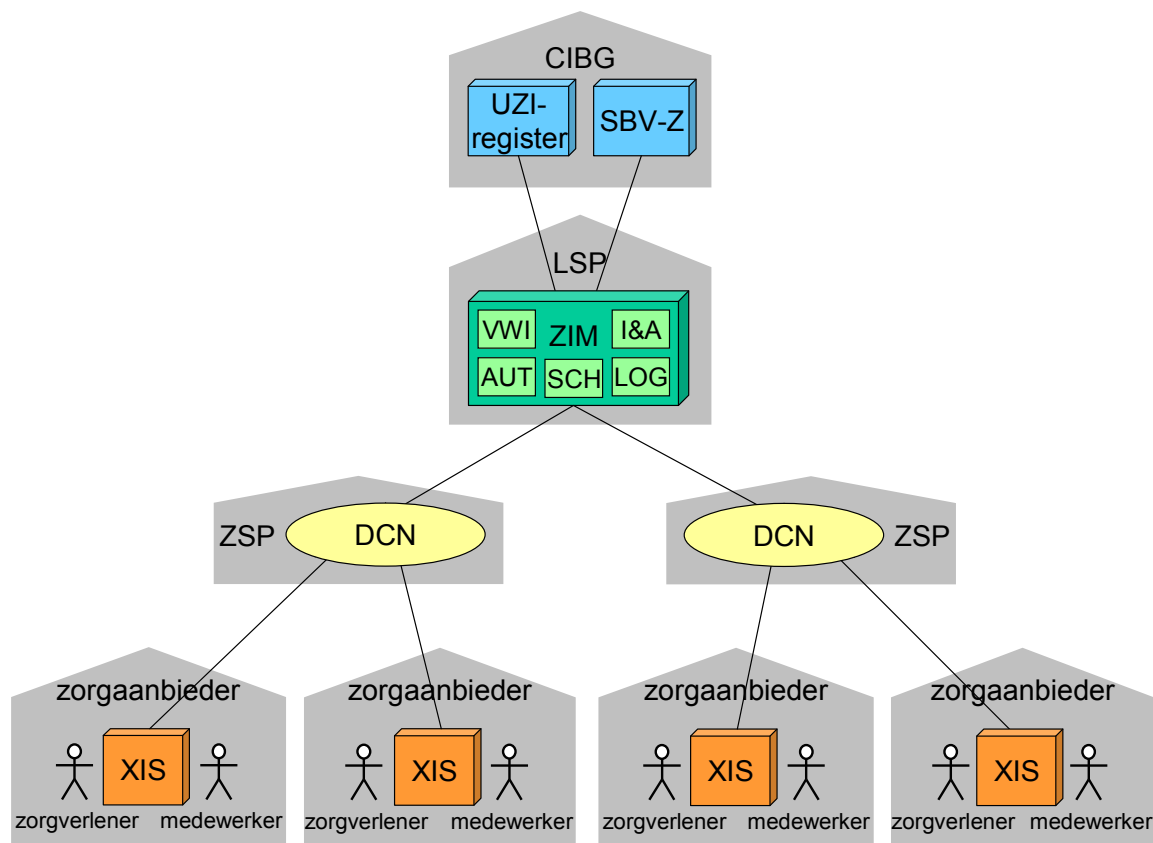 CIBG
UZI-
register
SBV-Z
LSP
VWI
ZIM
I&A
AUT
SCH
LOG
ZSP
DCN
DCN
ZSP
zorgaanbieder
zorgaanbieder
zorgaanbieder
zorgaanbieder
XIS
XIS
XIS
XIS
zorgverlener
medewerker
zorgverlener
medewerker
zorgverlener
medewerker
zorgverlener
medewerker